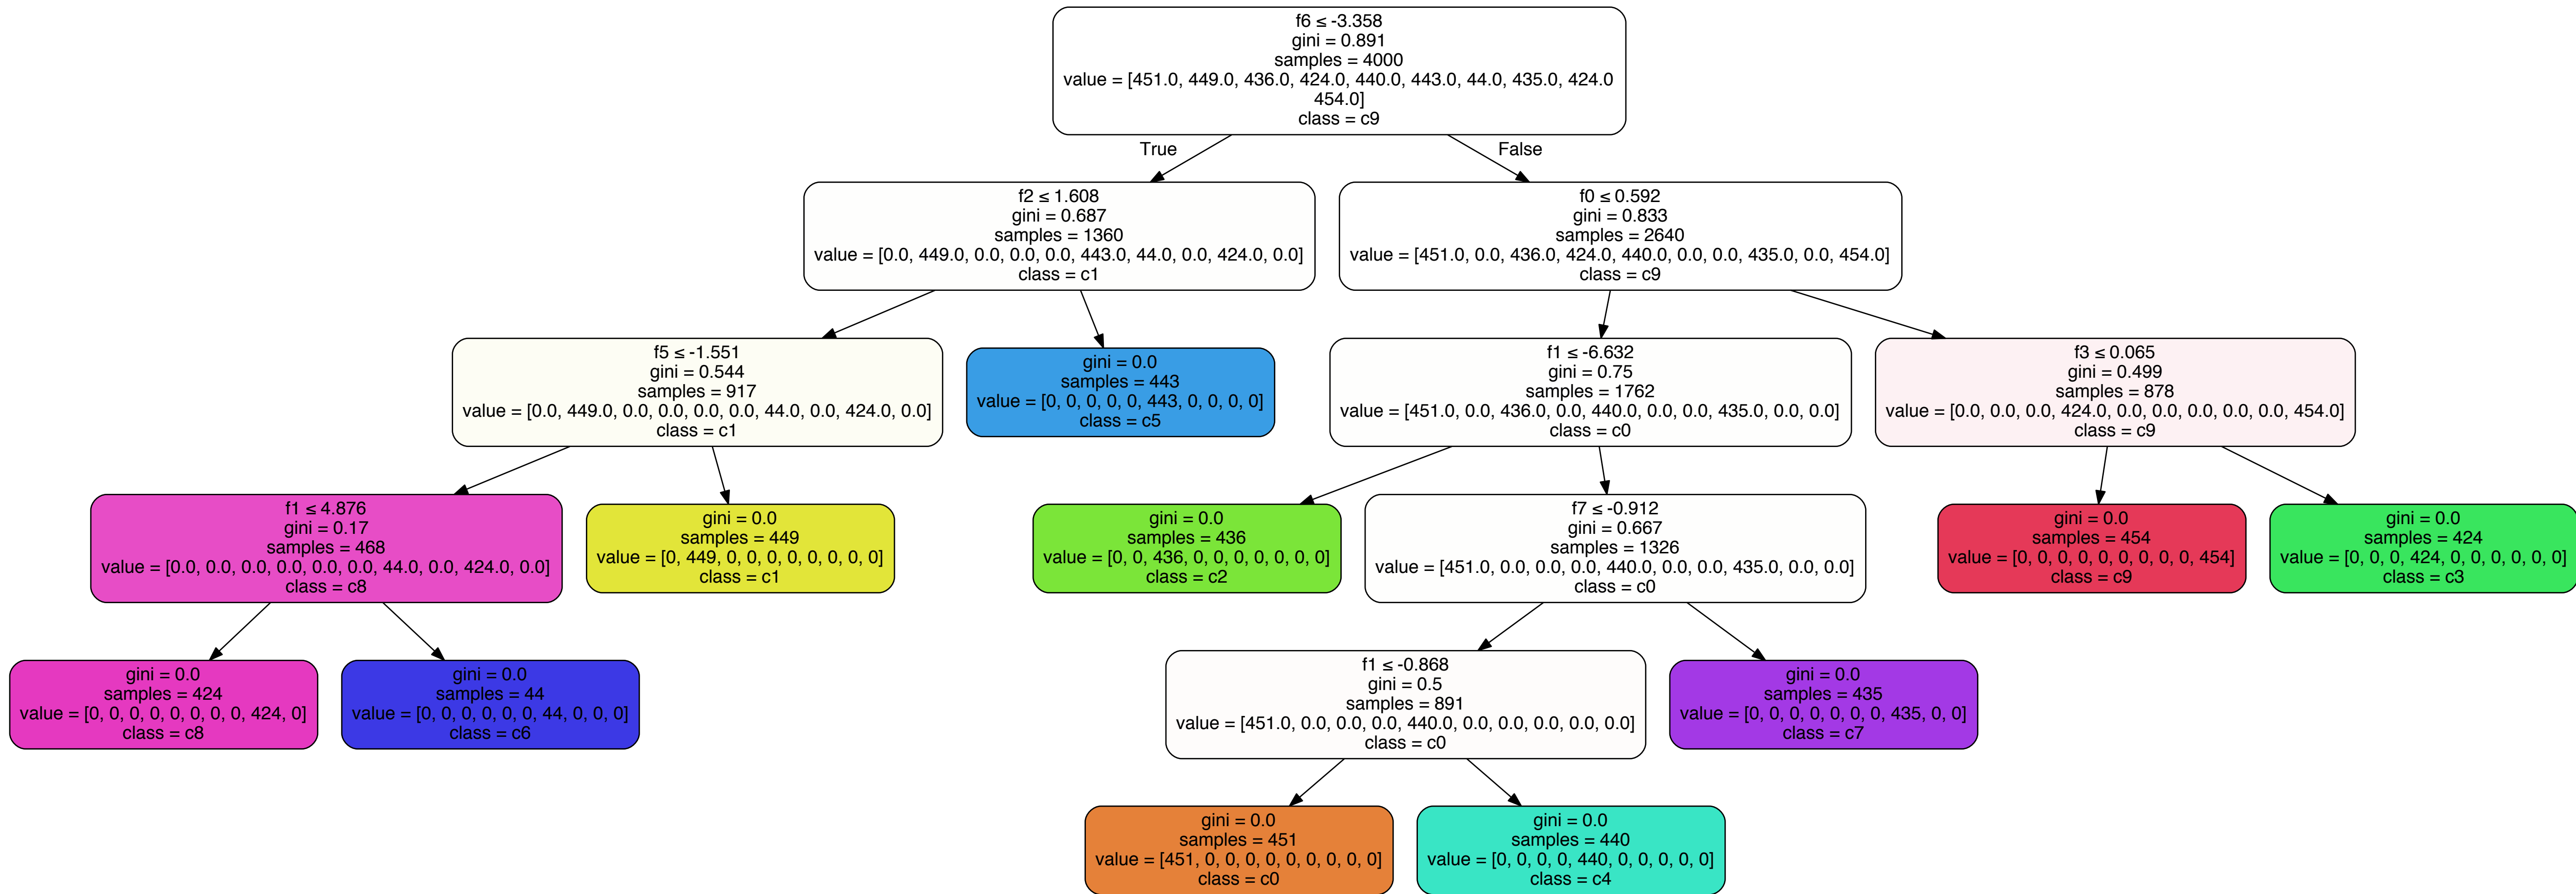 f6 ≤ -3.358
gini = 0.891
samples = 4000
value = [451.0, 449.0, 436.0, 424.0, 440.0, 443.0, 44.0, 435.0, 424.0
454.0]
class = c9
True
False
f2 ≤ 1.608
gini = 0.687
samples = 1360
value = [0.0, 449.0, 0.0, 0.0, 0.0, 443.0, 44.0, 0.0, 424.0, 0.0]
class = c1
f0 ≤ 0.592
gini = 0.833
samples = 2640
value = [451.0, 0.0, 436.0, 424.0, 440.0, 0.0, 0.0, 435.0, 0.0, 454.0]
class = c9
f5 ≤ -1.551
gini = 0.544
samples = 917
value = [0.0, 449.0, 0.0, 0.0, 0.0, 0.0, 44.0, 0.0, 424.0, 0.0]
class = c1
gini = 0.0
samples = 443
value = [0, 0, 0, 0, 0, 443, 0, 0, 0, 0]
class = c5
f1 ≤ -6.632
gini = 0.75
samples = 1762
value = [451.0, 0.0, 436.0, 0.0, 440.0, 0.0, 0.0, 435.0, 0.0, 0.0]
class = c0
f3 ≤ 0.065
gini = 0.499
samples = 878
value = [0.0, 0.0, 0.0, 424.0, 0.0, 0.0, 0.0, 0.0, 0.0, 454.0]
class = c9
f1 ≤ 4.876
gini = 0.17
samples = 468
value = [0.0, 0.0, 0.0, 0.0, 0.0, 0.0, 44.0, 0.0, 424.0, 0.0]
class = c8
gini = 0.0
samples = 449
value = [0, 449, 0, 0, 0, 0, 0, 0, 0, 0]
class = c1
gini = 0.0
samples = 436
value = [0, 0, 436, 0, 0, 0, 0, 0, 0, 0]
class = c2
f7 ≤ -0.912
gini = 0.667
samples = 1326
value = [451.0, 0.0, 0.0, 0.0, 440.0, 0.0, 0.0, 435.0, 0.0, 0.0]
class = c0
gini = 0.0
samples = 454
value = [0, 0, 0, 0, 0, 0, 0, 0, 0, 454]
class = c9
gini = 0.0
samples = 424
value = [0, 0, 0, 424, 0, 0, 0, 0, 0, 0]
class = c3
gini = 0.0
samples = 424
value = [0, 0, 0, 0, 0, 0, 0, 0, 424, 0]
class = c8
gini = 0.0
samples = 44
value = [0, 0, 0, 0, 0, 0, 44, 0, 0, 0]
class = c6
f1 ≤ -0.868
gini = 0.5
samples = 891
value = [451.0, 0.0, 0.0, 0.0, 440.0, 0.0, 0.0, 0.0, 0.0, 0.0]
class = c0
gini = 0.0
samples = 435
value = [0, 0, 0, 0, 0, 0, 0, 435, 0, 0]
class = c7
gini = 0.0
samples = 451
value = [451, 0, 0, 0, 0, 0, 0, 0, 0, 0]
class = c0
gini = 0.0
samples = 440
value = [0, 0, 0, 0, 440, 0, 0, 0, 0, 0]
class = c4